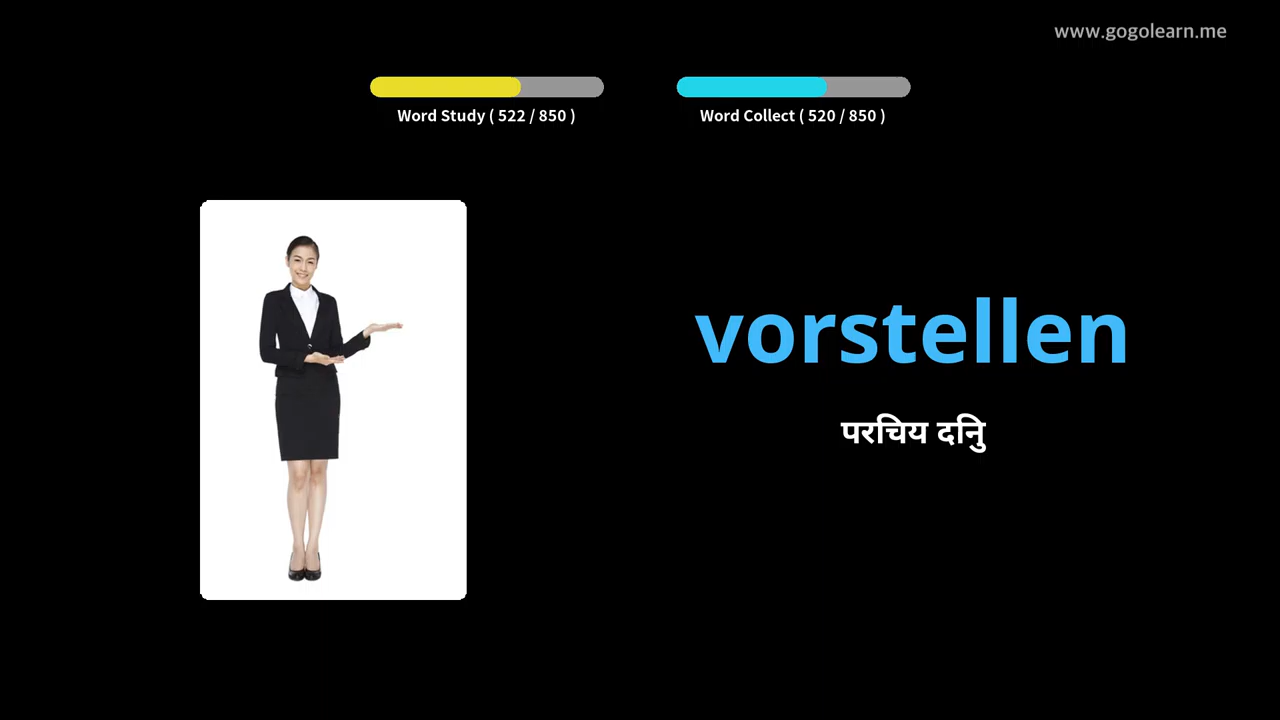 www.gogolearn.me
Word Study ( 522 / 850 )
Word Collect ( 520 / 850 )
vorstellen
परिचय दिनु